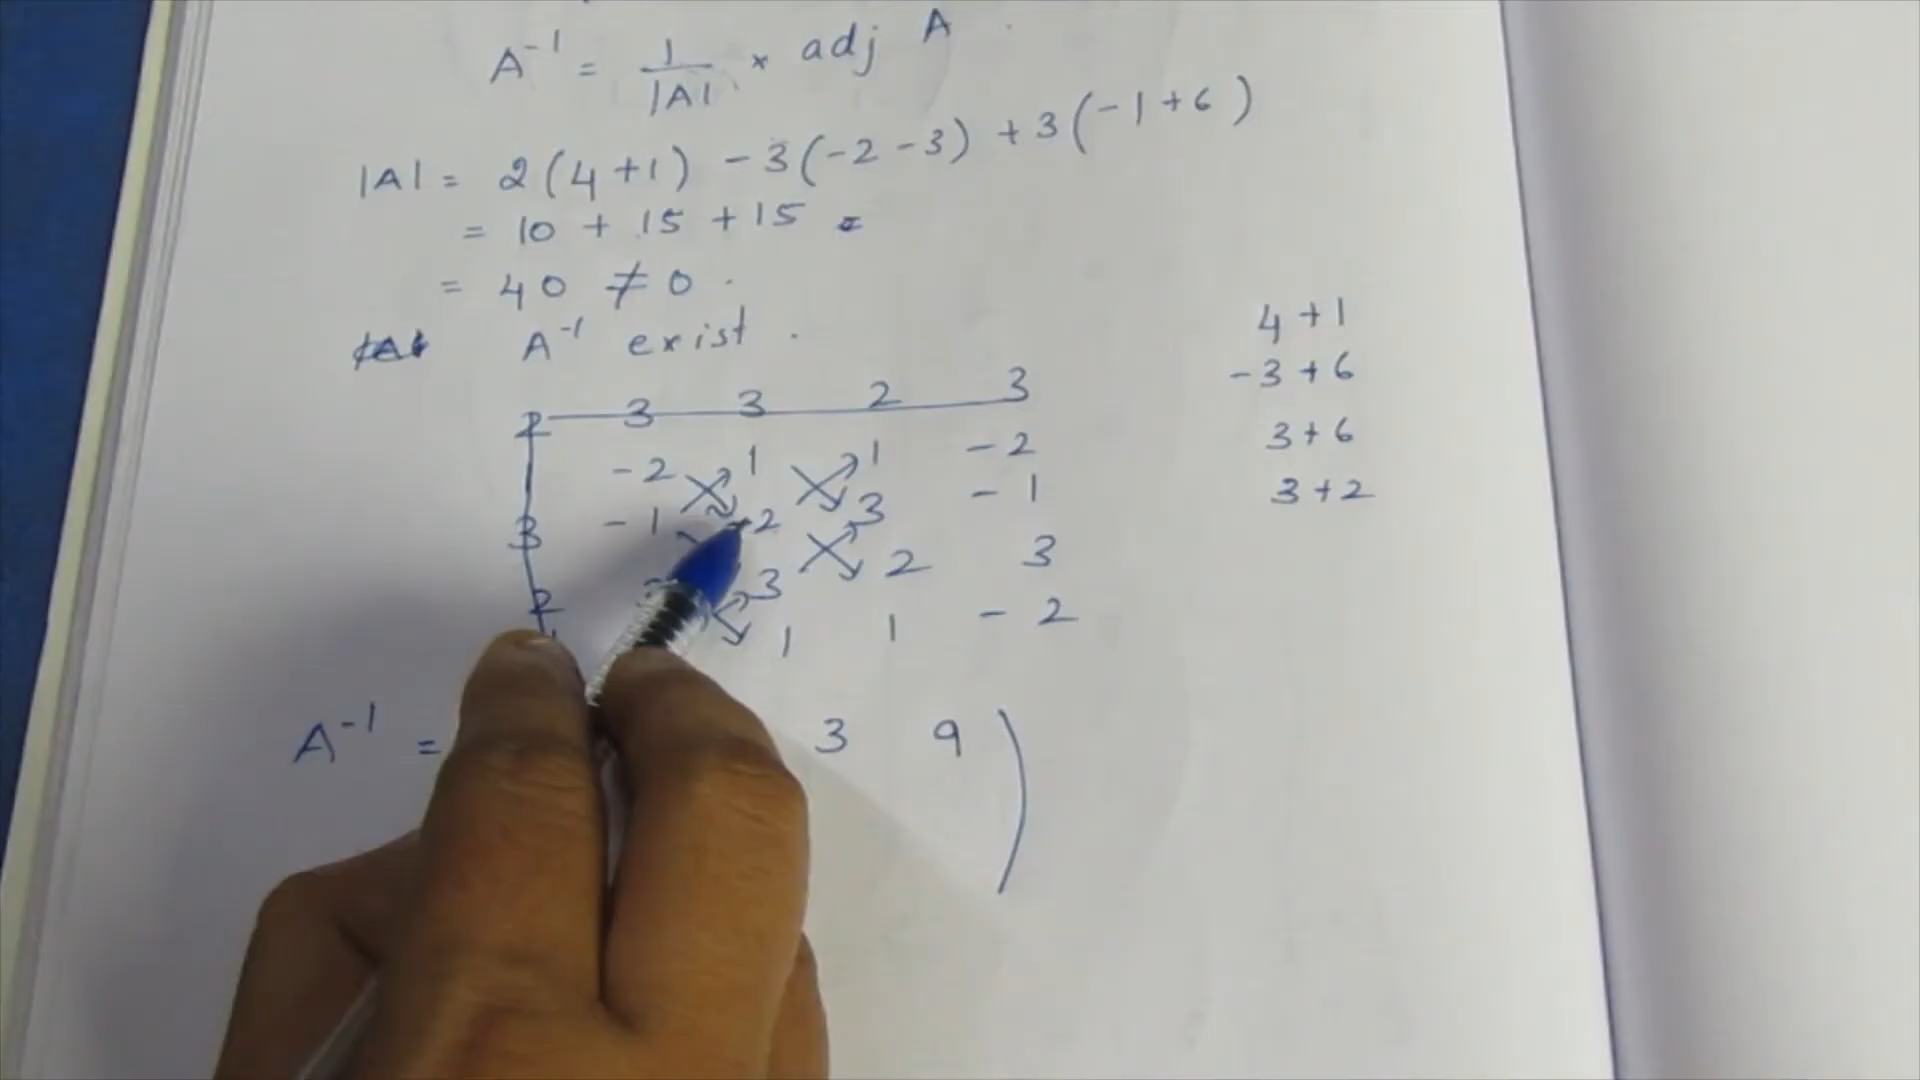 A⁻¹ = 1/|A| × adj A
|A| = 2(4+1) -3(-2-3) +3(-1+6)
= 10 + 15 + 15 =
= 40 ≠ 0 .
A⁻¹ exist .
2 3 3 2 3
-2 1 1 -2
3 -1 -2 3 -1
2 3 2 3
1 1 -2
4+1
-3+6
3+6
3+2
A⁻¹ = 3 9 )